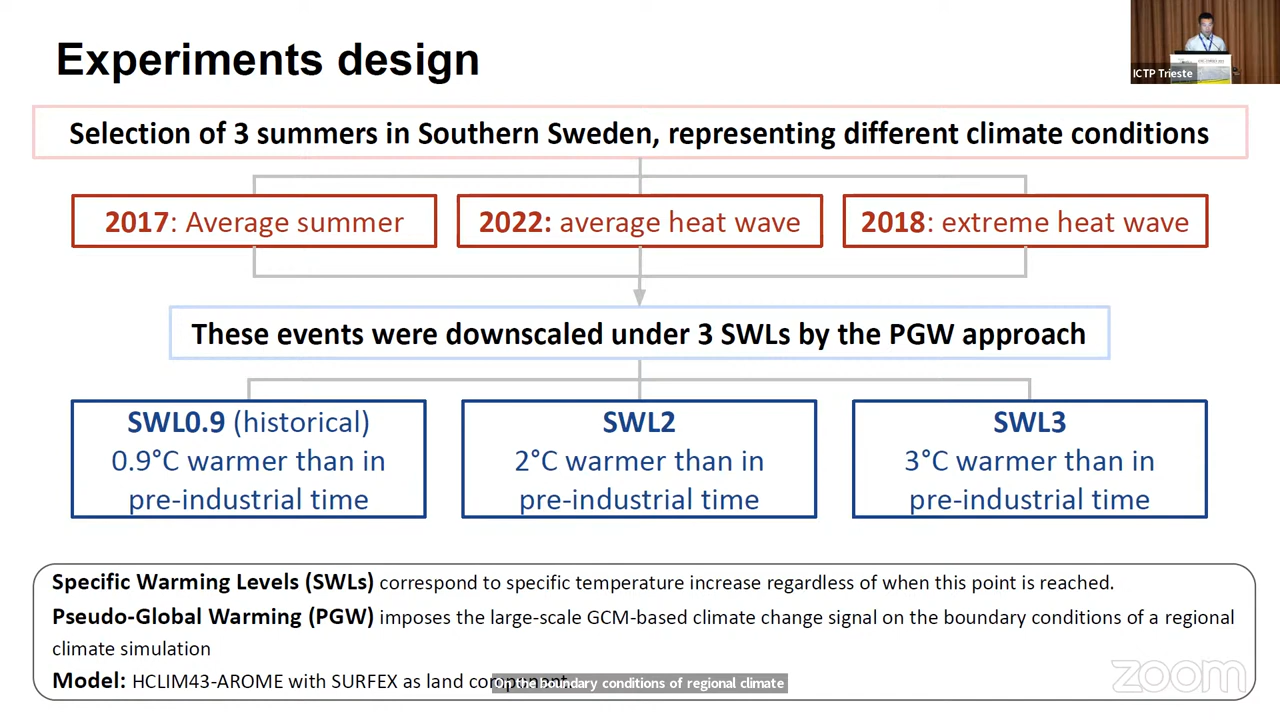 Experiments design
ICTP Trieste
Selection of 3 summers in Southern Sweden, representing different climate conditions
2017: Average summer
2022: average heat wave
2018: extreme heat wave
These events were downscaled under 3 SWLs by the PGW approach
SWL0.9 (historical)
0.9°C warmer than in
pre-industrial time
SWL2
2°C warmer than in
pre-industrial time
SWL3
3°C warmer than in
pre-industrial time
Specific Warming Levels (SWLs) correspond to specific temperature increase regardless of when this point is reached.
Pseudo-Global Warming (PGW) imposes the large-scale GCM-based climate change signal on the boundary conditions of a regional
climate simulation
Model: HCLIM43-AROME with SURFEX as land
On the boundary conditions of regional climate
zoom